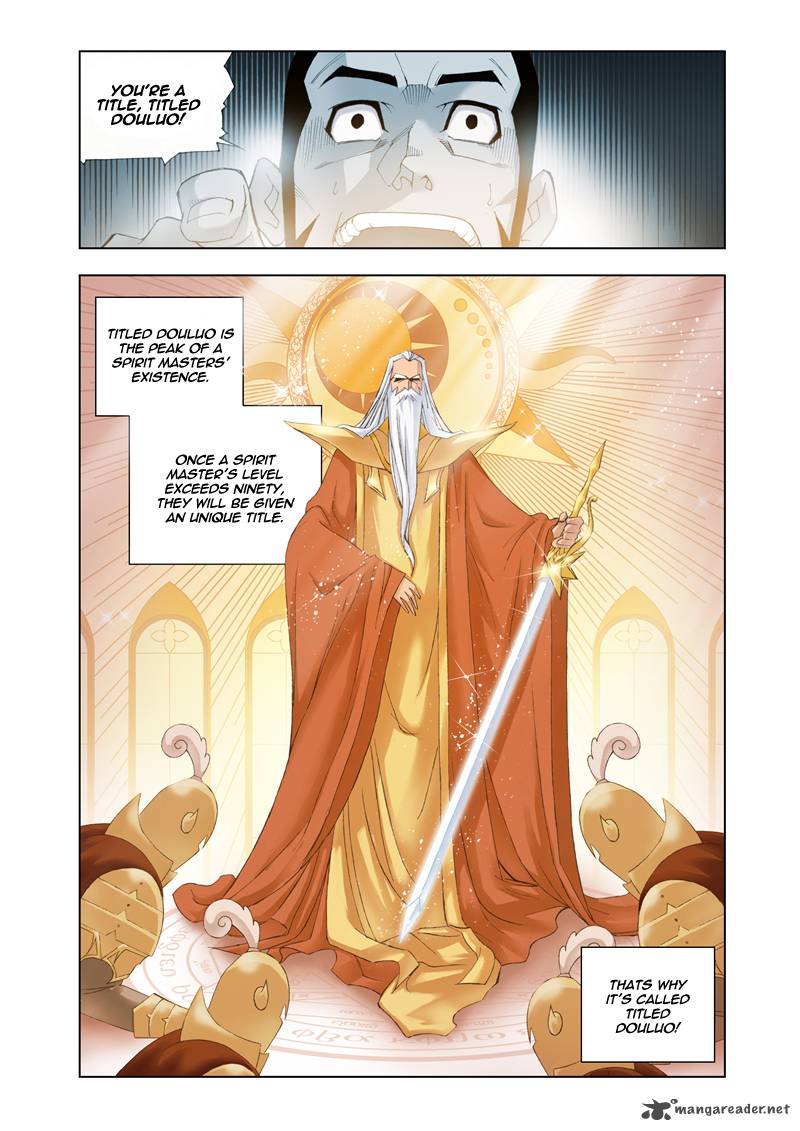 YOU'RE A
TITLE, TITLED
DOULUO!
TITLED DOULUO IS
THE PEAK OF A
SPIRIT MASTERS'
EXISTENCE.
ONCE A SPIRIT
MASTER'S LEVEL
EXCEEDS NINETY,
THEY WILL BE GIVEN
AN UNIQUE TITLE.
THATS WHY
IT'S CALLED
TITLED
DOULUO!
mangareader.net